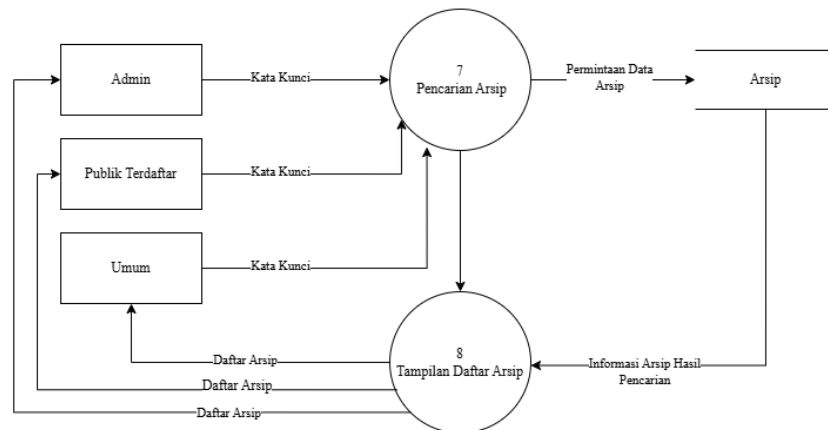 Admin
Kata Kunci
7
Pencarian Arsip
Permintaan Data
Arsip
Arsip
Publik Terdaftar
Kata Kunci
Umum
Kata Kunci
8
Tampilan Daftar Arsip
Daftar Arsip
Daftar Arsip
Daftar Arsip
Informasi Arsip Hasil
Pencarian